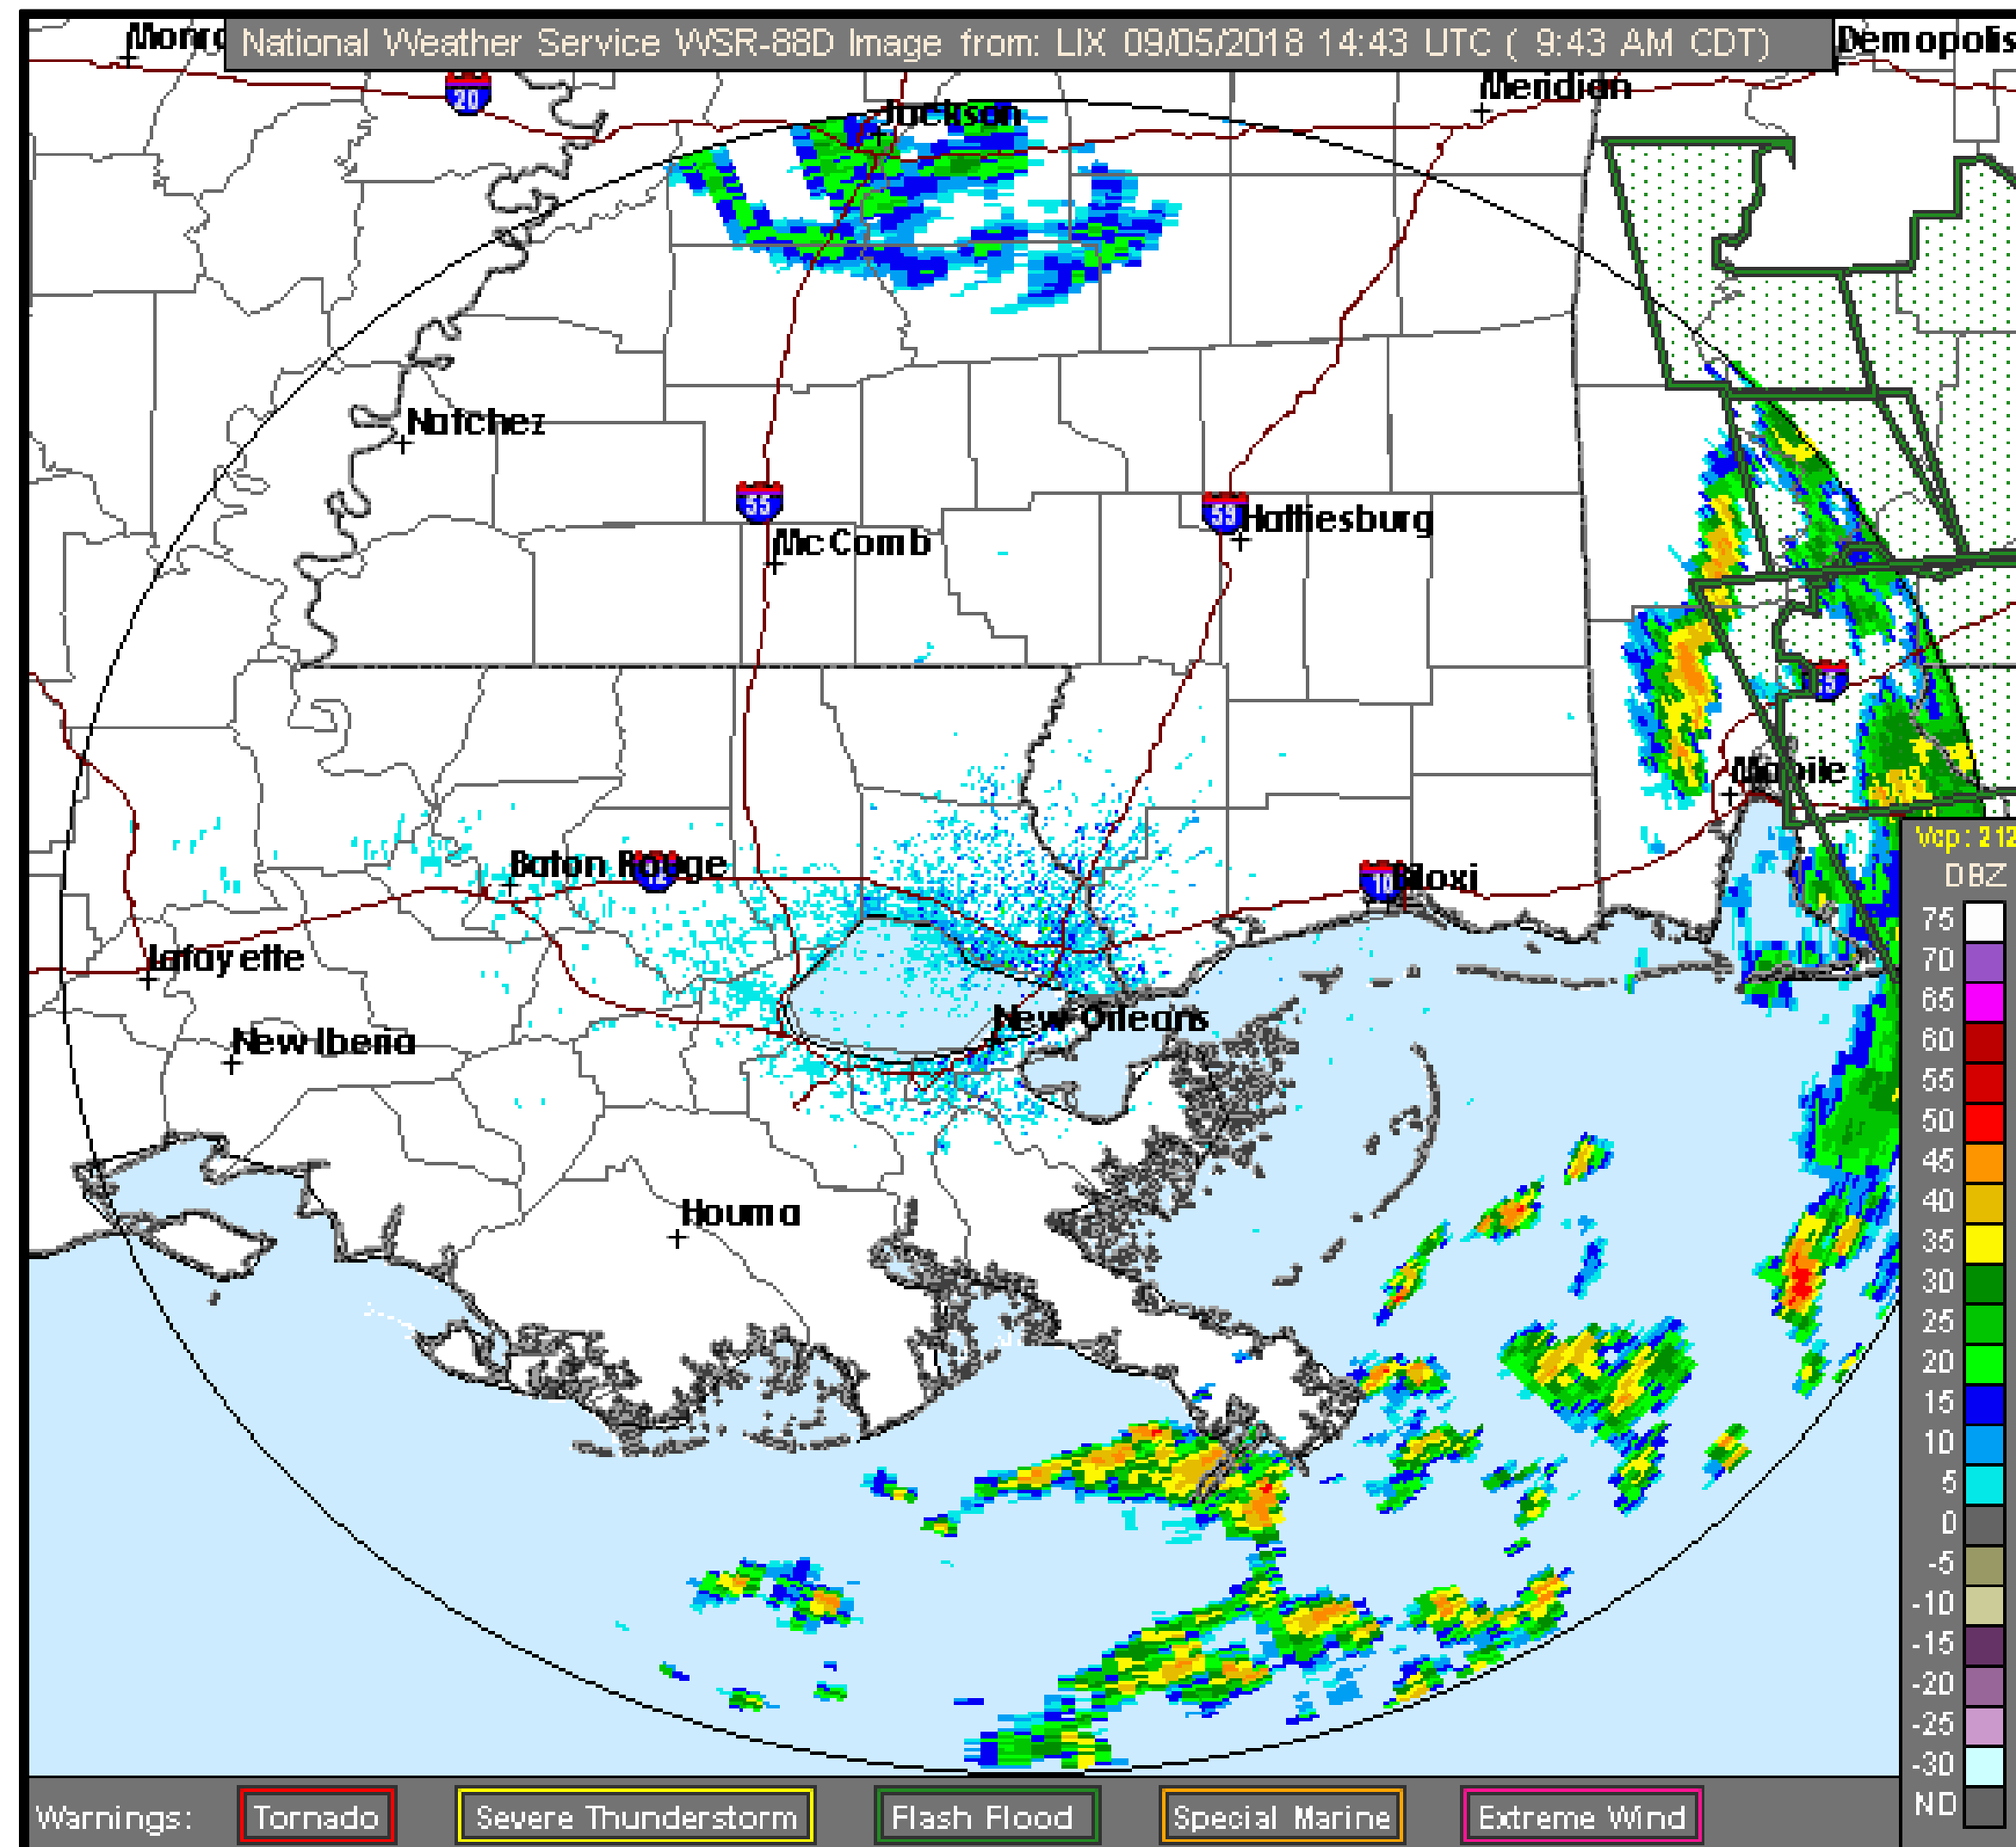 National Weather Service WSR-88D Image from: LIX 09/05/2018 14:43 UTC ( 9:43 AM CDT)
Demopolis
20
Meridian
Jackson
Natchez
55
McComb
59
Hattiesburg
Mobile
Baton Rouge
10
Lafayette
New Orleans
New Iberia
Houma
Vcp: 212
DBZ
75
70
65
60
55
50
45
40
35
30
25
20
15
10
5
0
-5
-10
-15
-20
-25
-30
ND
Warnings:
Tornado
Severe Thunderstorm
Flash Flood
Special Marine
Extreme Wind